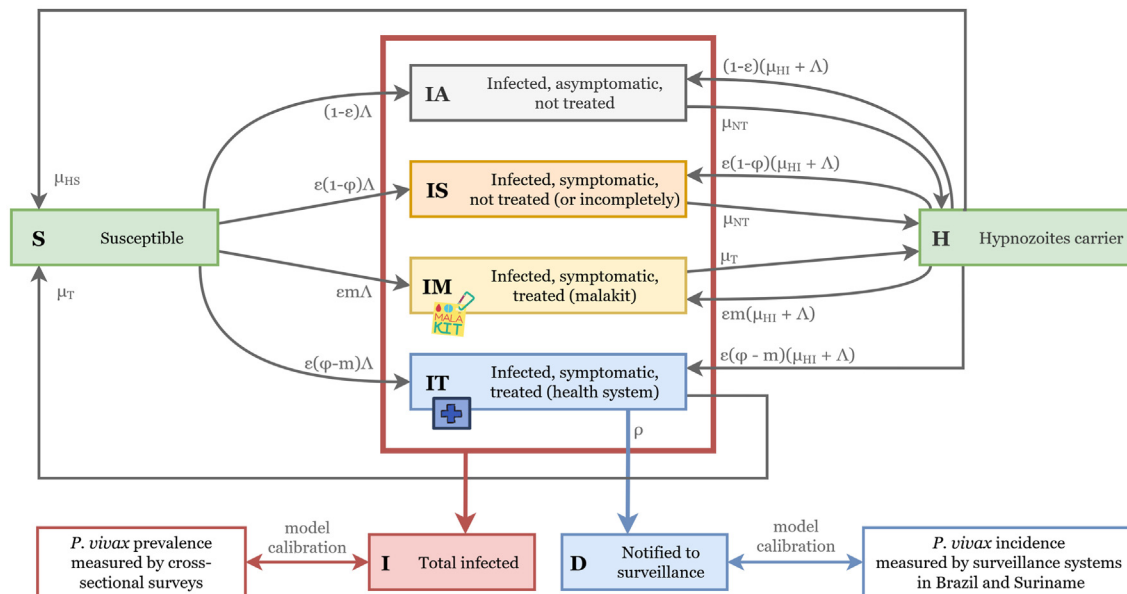 IA
Infected, asymptomatic,
not treated
(1-ε)(μHI + Λ)
(1-ε)Λ
μNT
μHS
ε(1-φ)Λ
IS
Infected, symptomatic,
not treated (or incompletely)
ε(1-φ)(μHI + Λ)
μNT
S
Susceptible
H
Hypnozoites carrier
μT
εmΛ
IM
Infected, symptomatic,
treated (malakit)
MALA
KIT
μT
εm(μHI + Λ)
ε(φ-m)Λ
IT
Infected, symptomatic,
treated (health system)
ε(φ - m)(μHI + Λ)
ρ
P. vivax prevalence
measured by cross-
sectional surveys
model
calibration
I
Total infected
D
Notified to
surveillance
model
calibration
P. vivax incidence
measured by surveillance systems
in Brazil and Suriname